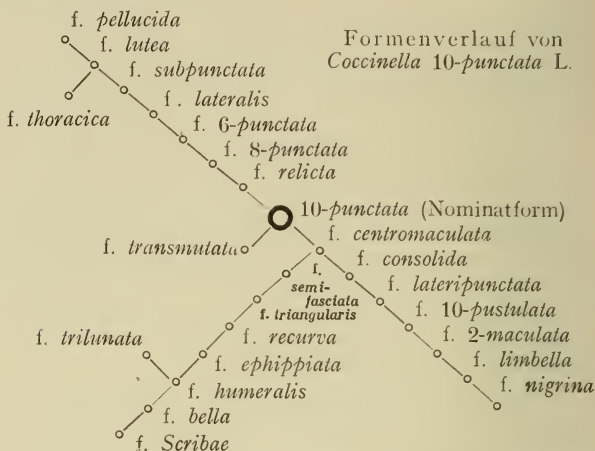 f. pellucida
f. lutea
f. subpunctata
f. lateralis
f. 6-punctata
f. 8-punctata
f. relicta
f. thoracica
Formenverlauf von
Coccinella 10-punctata L.
10-punctata (Nominatform)
f. transmutata
f. centromaculata
f. consolida
f. lateripunctata
f. 10-pustulata
f. 2-maculata
f. limbella
f. nigrina
f.
semi-
fasciata
f. triangularis
f. recurva
f. ephippiata
f. humeralis
f. bella
f. Scribae
f. trilunata